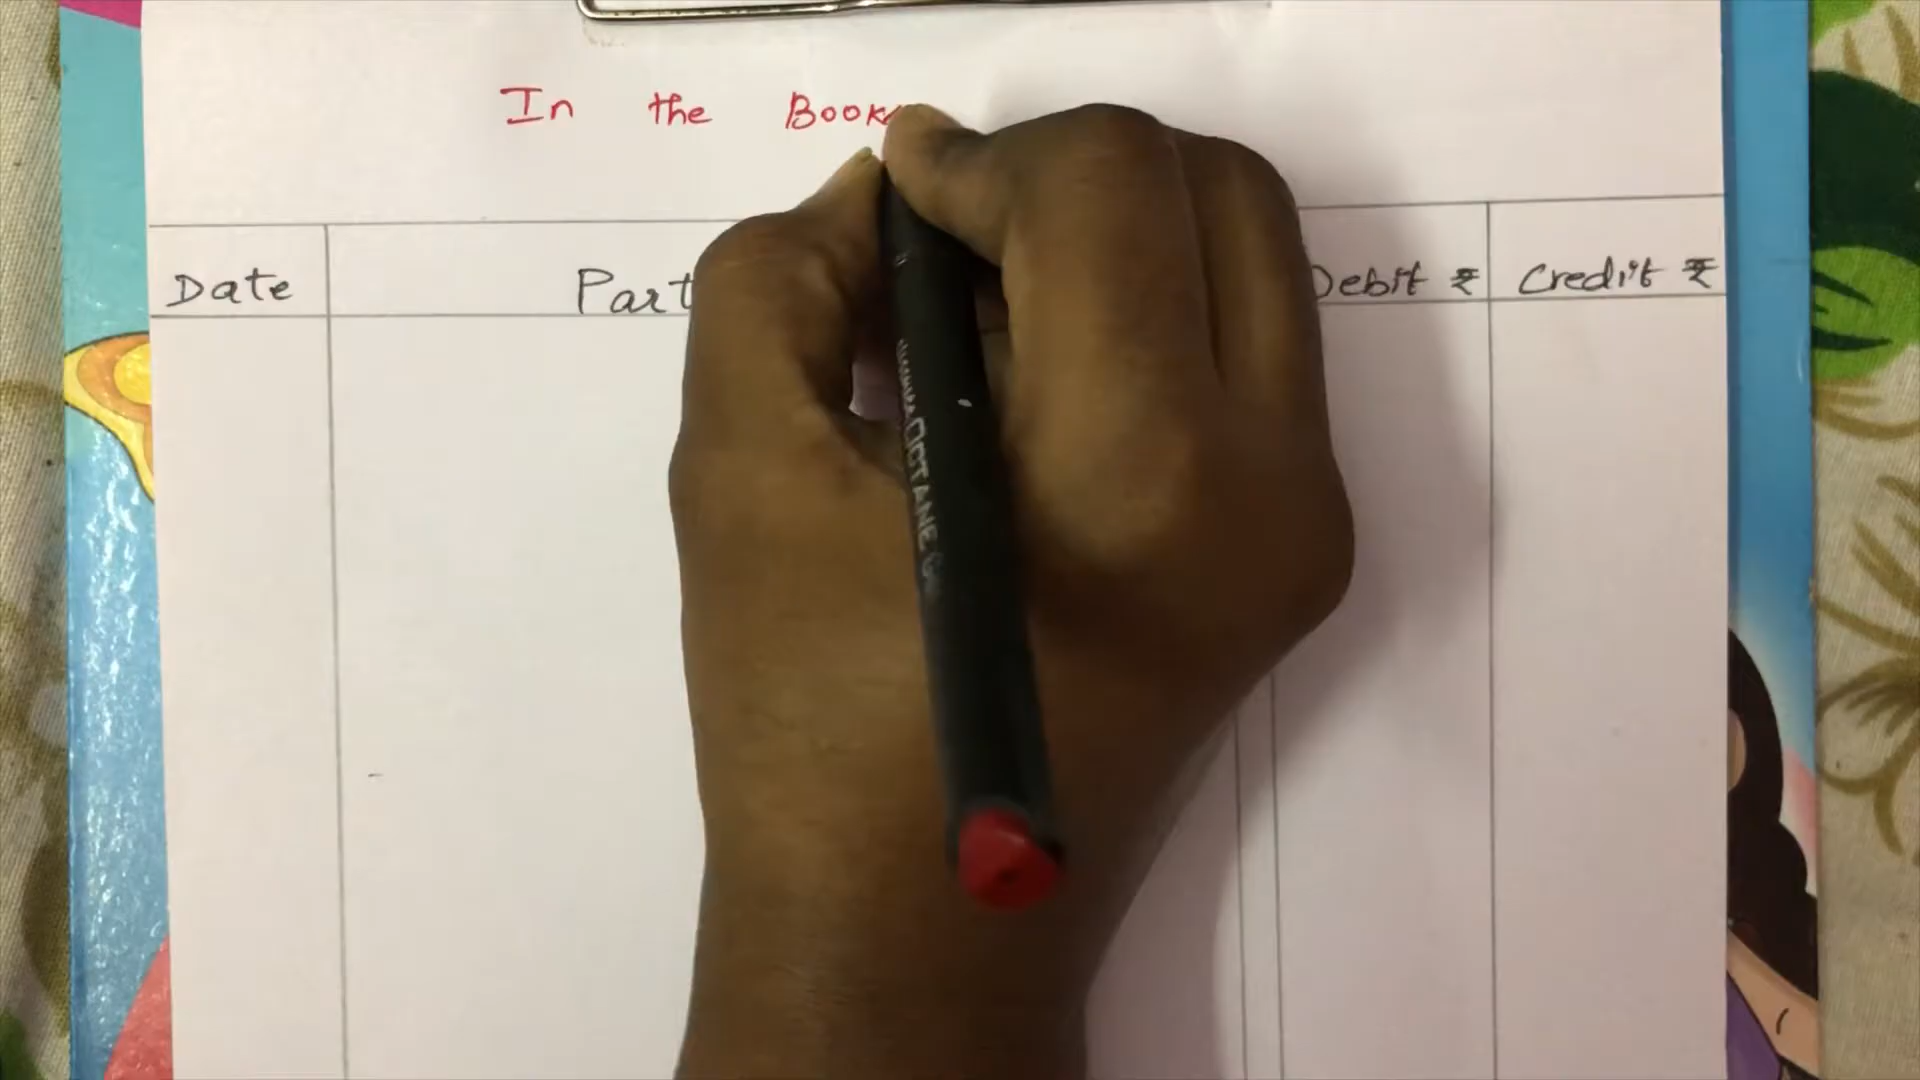 In the Book
Date Part Debit ₹ Credit ₹
OCTANE